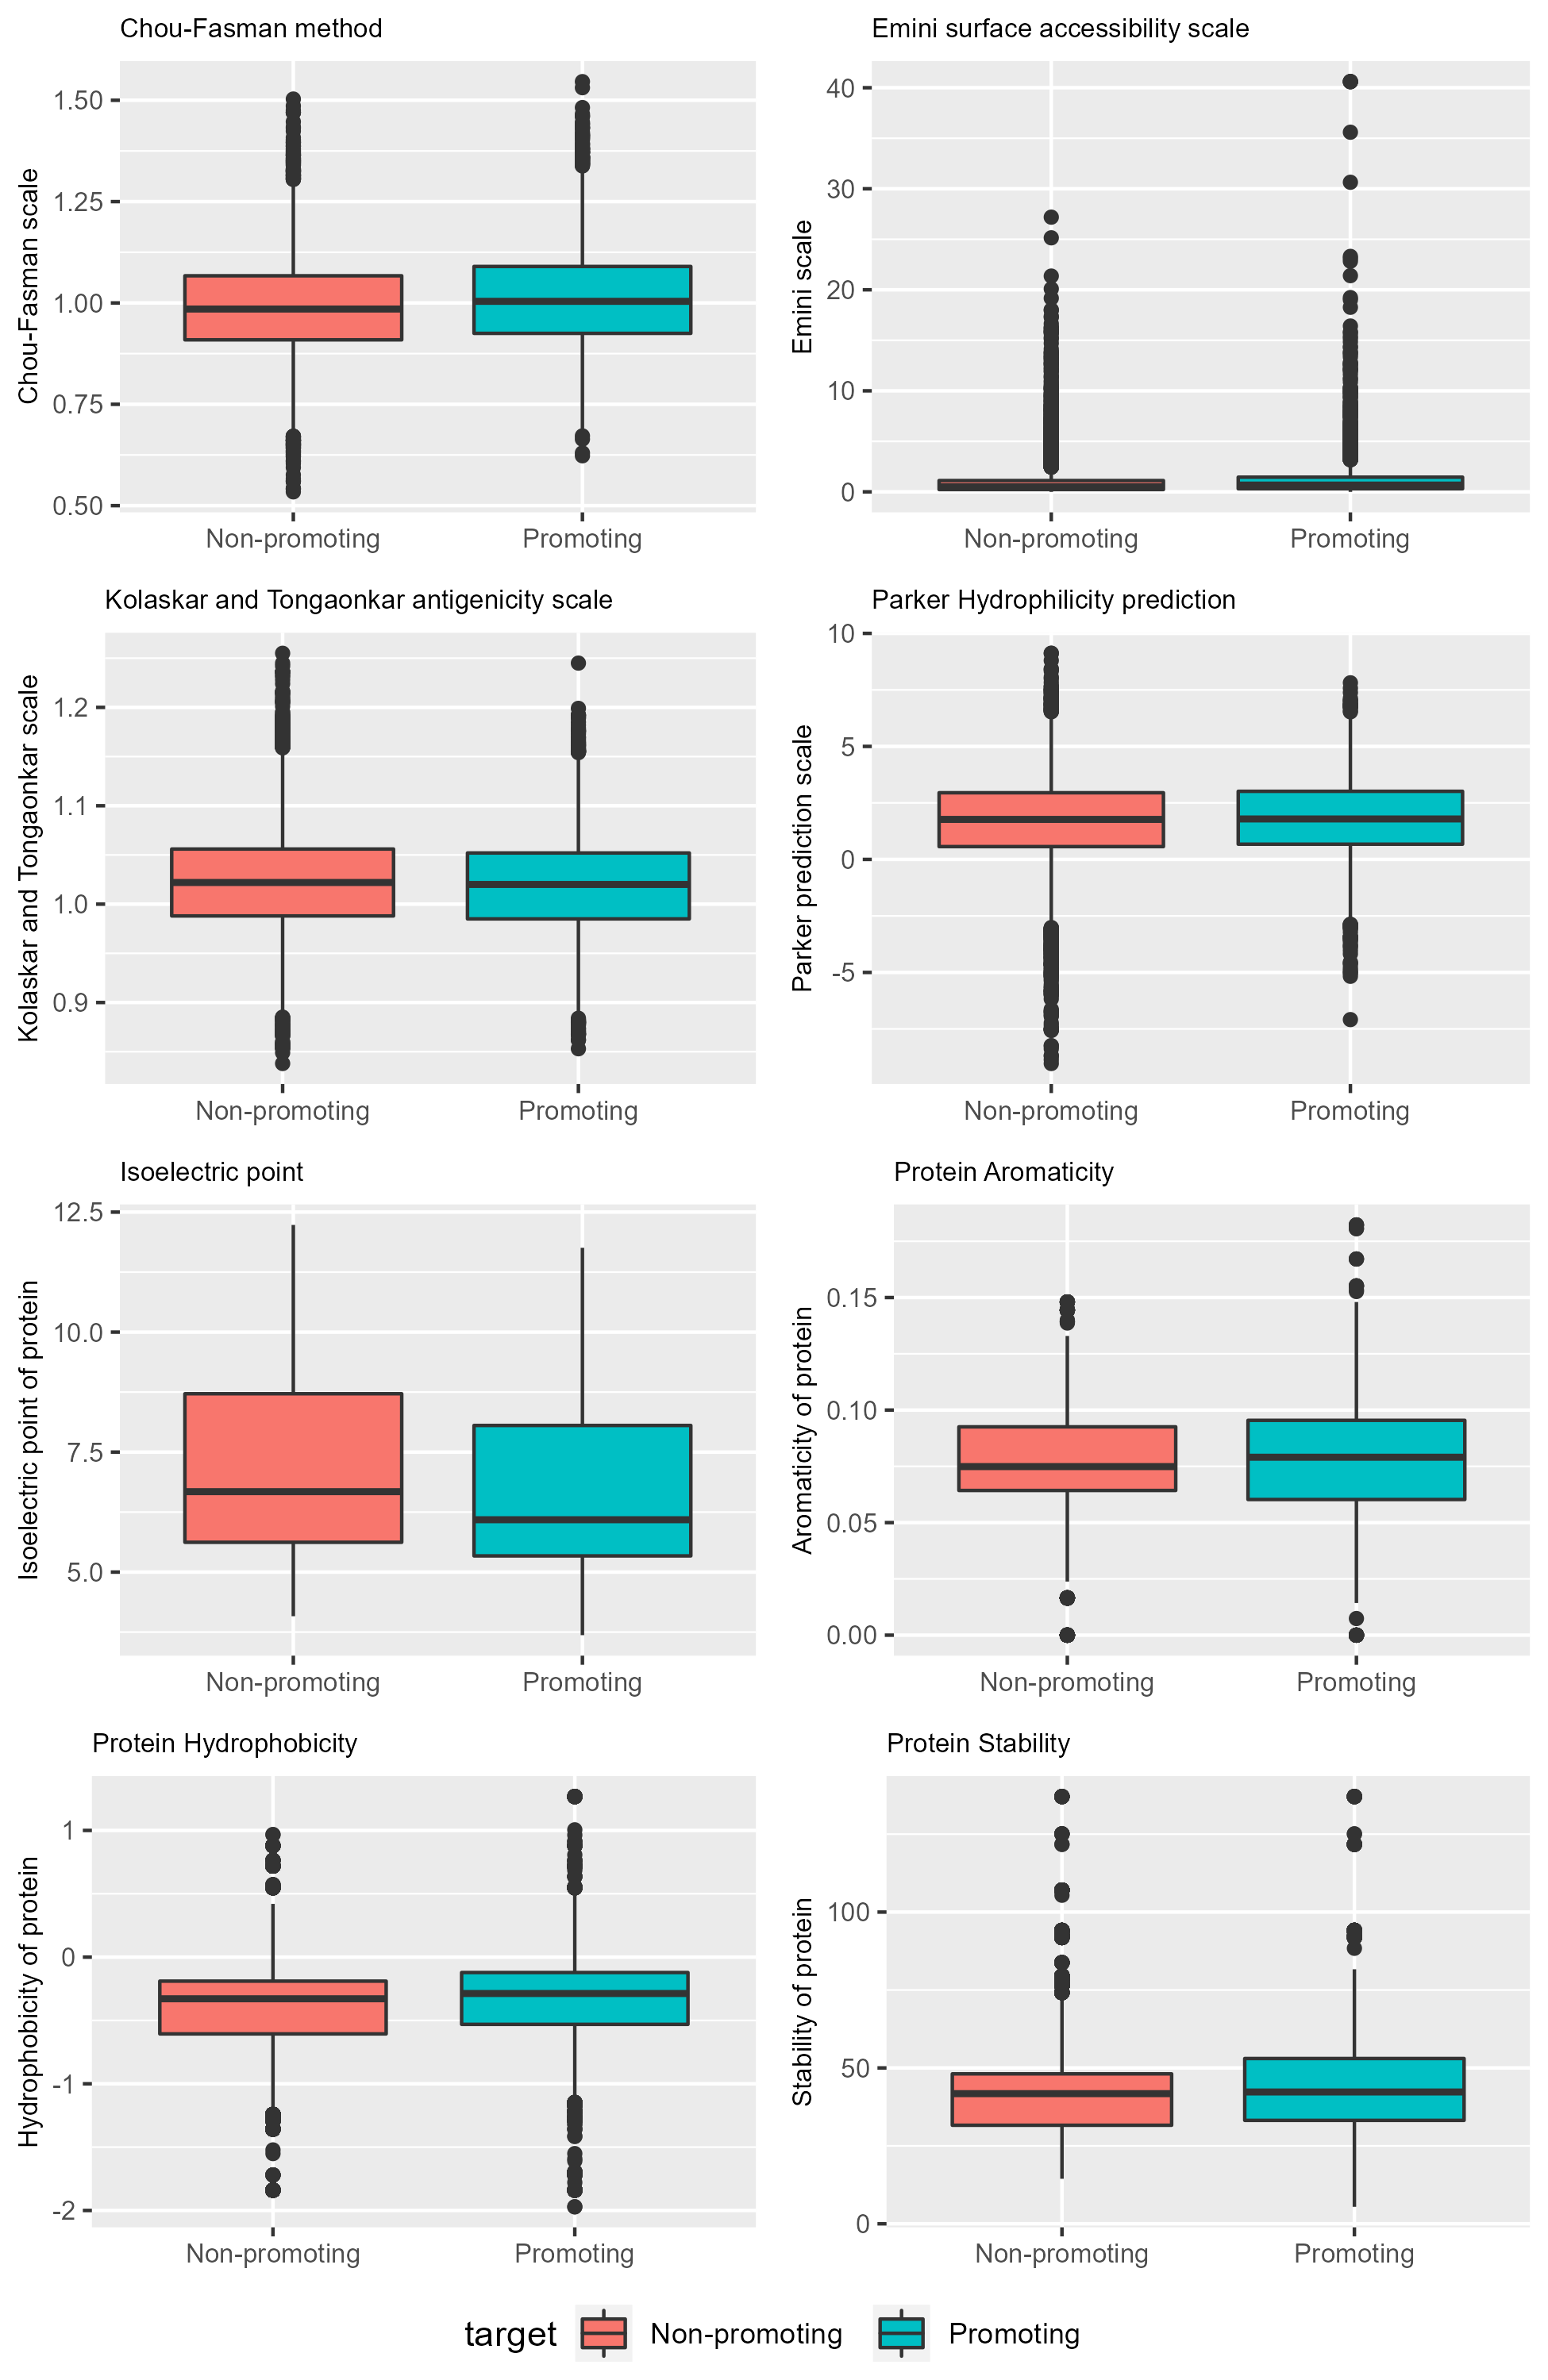 Chou-Fasman method
Chou-Fasman scale
1.50
1.25
1.00
0.75
0.50
Non-promoting Promoting
Emini surface accessibility scale
Emini scale
40
30
20
10
0
Non-promoting Promoting
Kolaskar and Tongaonkar antigenicity scale
Kolaskar and Tongaonkar scale
1.2
1.1
1.0
0.9
Non-promoting Promoting
Parker Hydrophilicity prediction
Parker prediction scale
10
5
0
-5
Non-promoting Promoting
Isoelectric point
Isoelectric point of protein
12.5
10.0
7.5
5.0
Non-promoting Promoting
Protein Aromaticity
Aromaticity of protein
0.15
0.10
0.05
0.00
Non-promoting Promoting
Protein Hydrophobicity
Hydrophobicity of protein
1
0
-1
-2
Non-promoting Promoting
Protein Stability
Stability of protein
100
50
0
Non-promoting Promoting
target Non-promoting Promoting